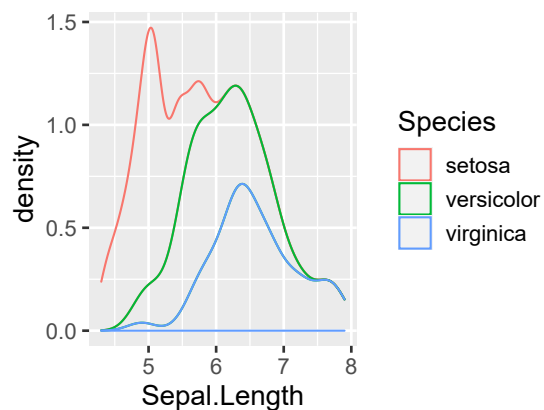 1.5
1.0
0.5
0.0
density
5 6 7 8
Sepal.Length
Species
setosa
versicolor
virginica